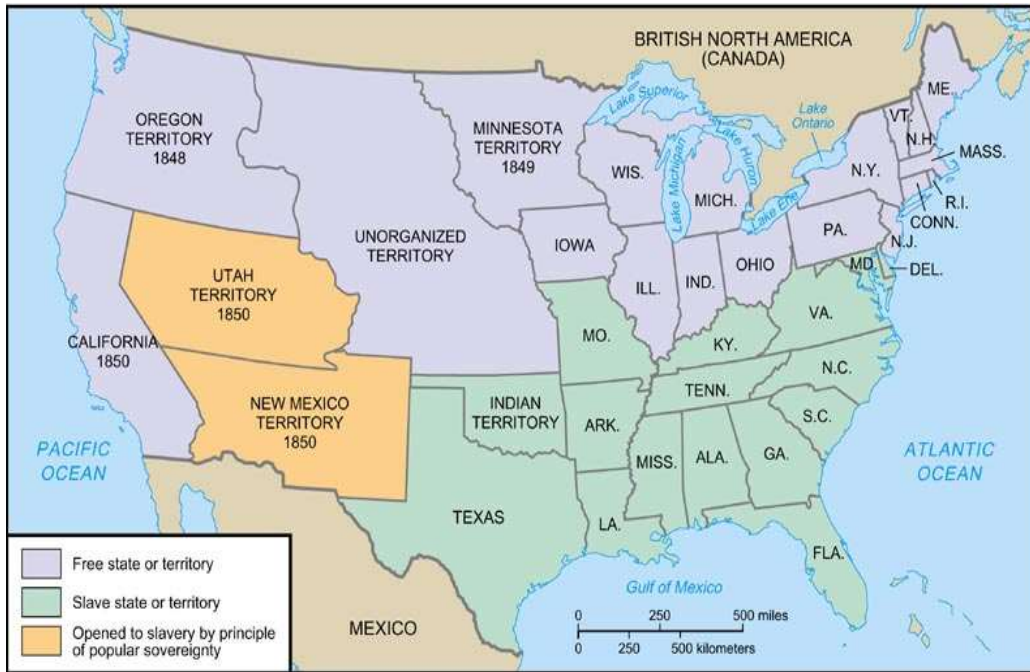 BRITISH NORTH AMERICA
(CANADA)
OREGON
TERRITORY
1848
MINNESOTA
TERRITORY
1849
Lake Superior
Lake Michigan
Lake Huron
Lake
Ontario
Lake Erie
ME.
VT.
N.H.
MASS.
N.Y.
R.I.
CONN.
WIS.
MICH.
PA.
N.J.
UNORGANIZED
TERRITORY
IOWA
OHIO
MD.
DEL.
UTAH
TERRITORY
1850
ILL.
IND.
VA.
CALIFORNIA
1850
MO.
KY.
N.C.
NEW MEXICO
TERRITORY
1850
INDIAN
TERRITORY
TENN.
ARK.
S.C.
PACIFIC
OCEAN
MISS.
ALA.
GA.
ATLANTIC
OCEAN
TEXAS
LA.
FLA.
Gulf of Mexico
MEXICO
Free state or territory
Slave state or territory
Opened to slavery by principle
of popular sovereignty
0 250 500 miles
0 250 500 kilometers